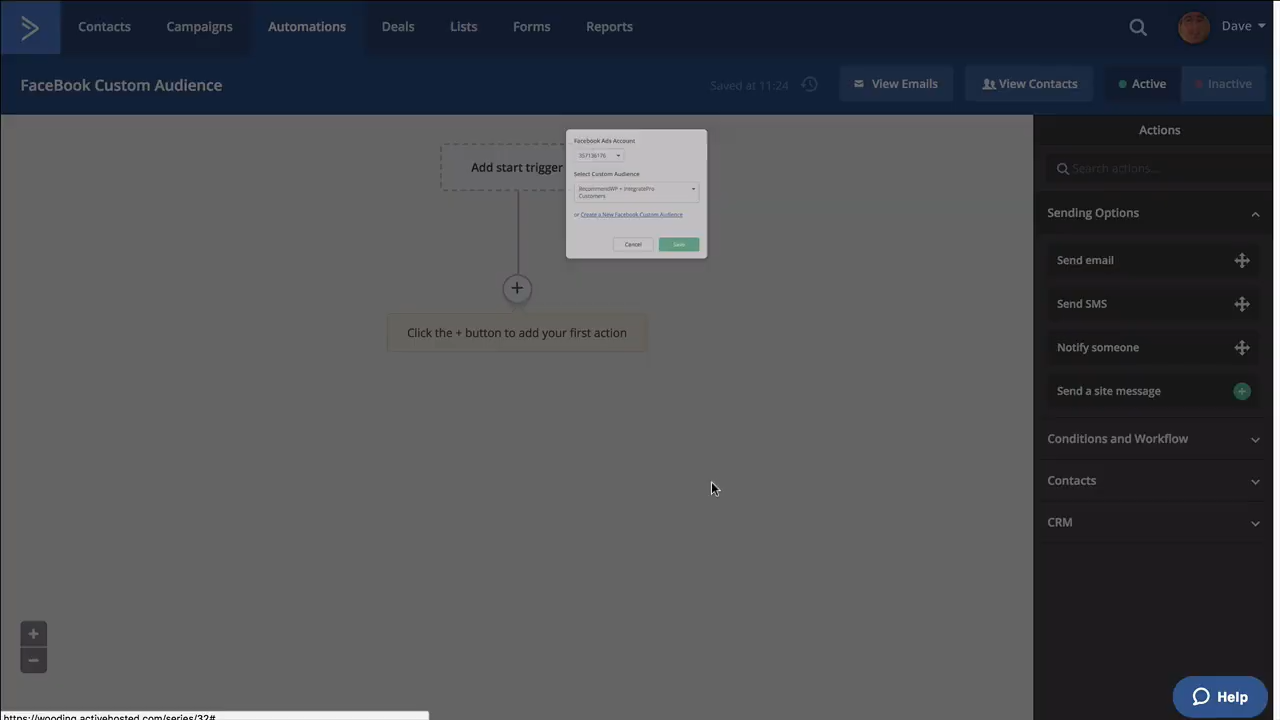 Contacts
Campaigns
Automations
Deals
Lists
Forms
Reports
Dave
FaceBook Custom Audience
Saved at 11:24
View Emails
View Contacts
Active
Inactive
Add start trigger
Facebook Ads Account
Select Custom Audience
RecommendWP + IntegratePro
Customers
or Create a New Facebook Custom Audience
Cancel
Save
Click the + button to add your first action
Actions
Search actions...
Sending Options
Send email
Send SMS
Notify someone
Send a site message
Conditions and Workflow
Contacts
CRM
Help
https://wooding.activehosted.com/series/32#